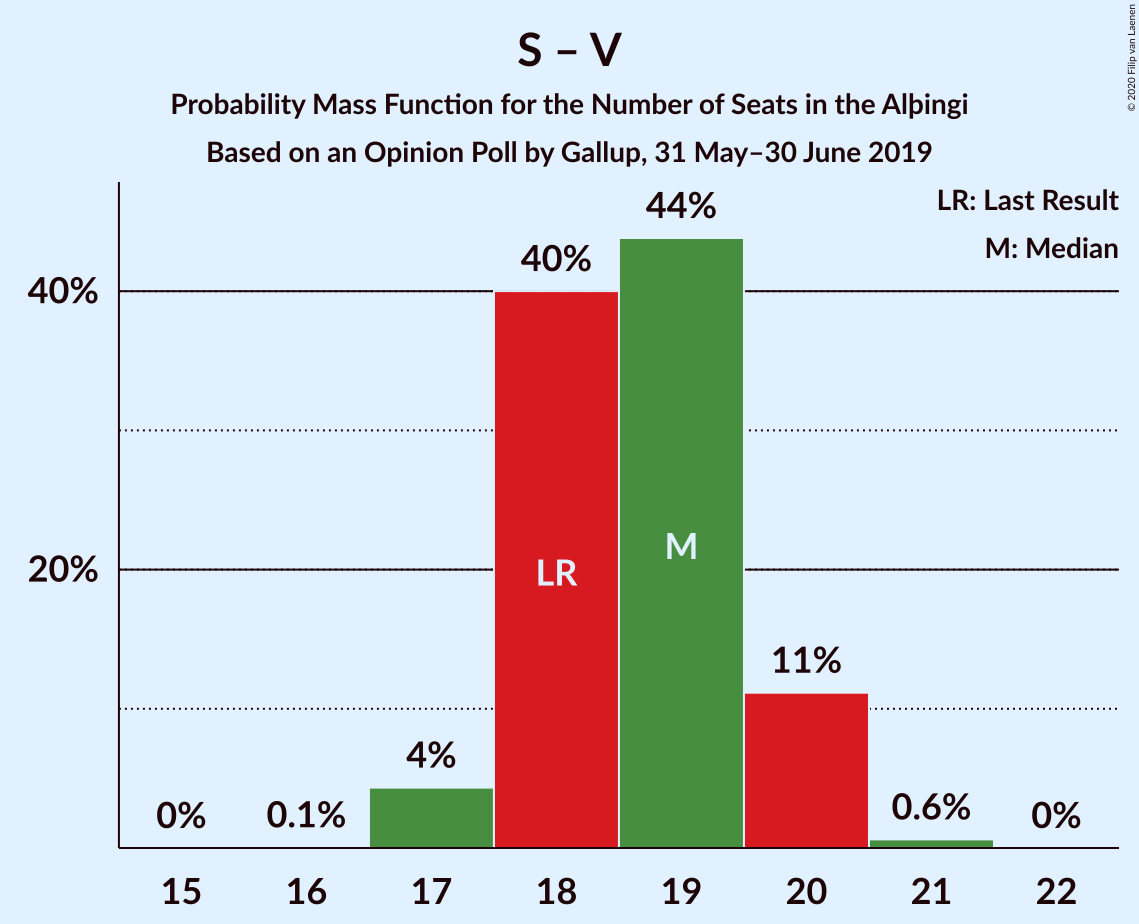 S – V
Probability Mass Function for the Number of Seats in the Alþingi
Based on an Opinion Poll by Gallup, 31 May–30 June 2019
© 2020 Filip van Laenen
LR: Last Result
M: Median
44%
40%
40%
LR
M
20%
11%
4%
0%
0.1%
0.6%
0%
15 16 17 18 19 20 21 22